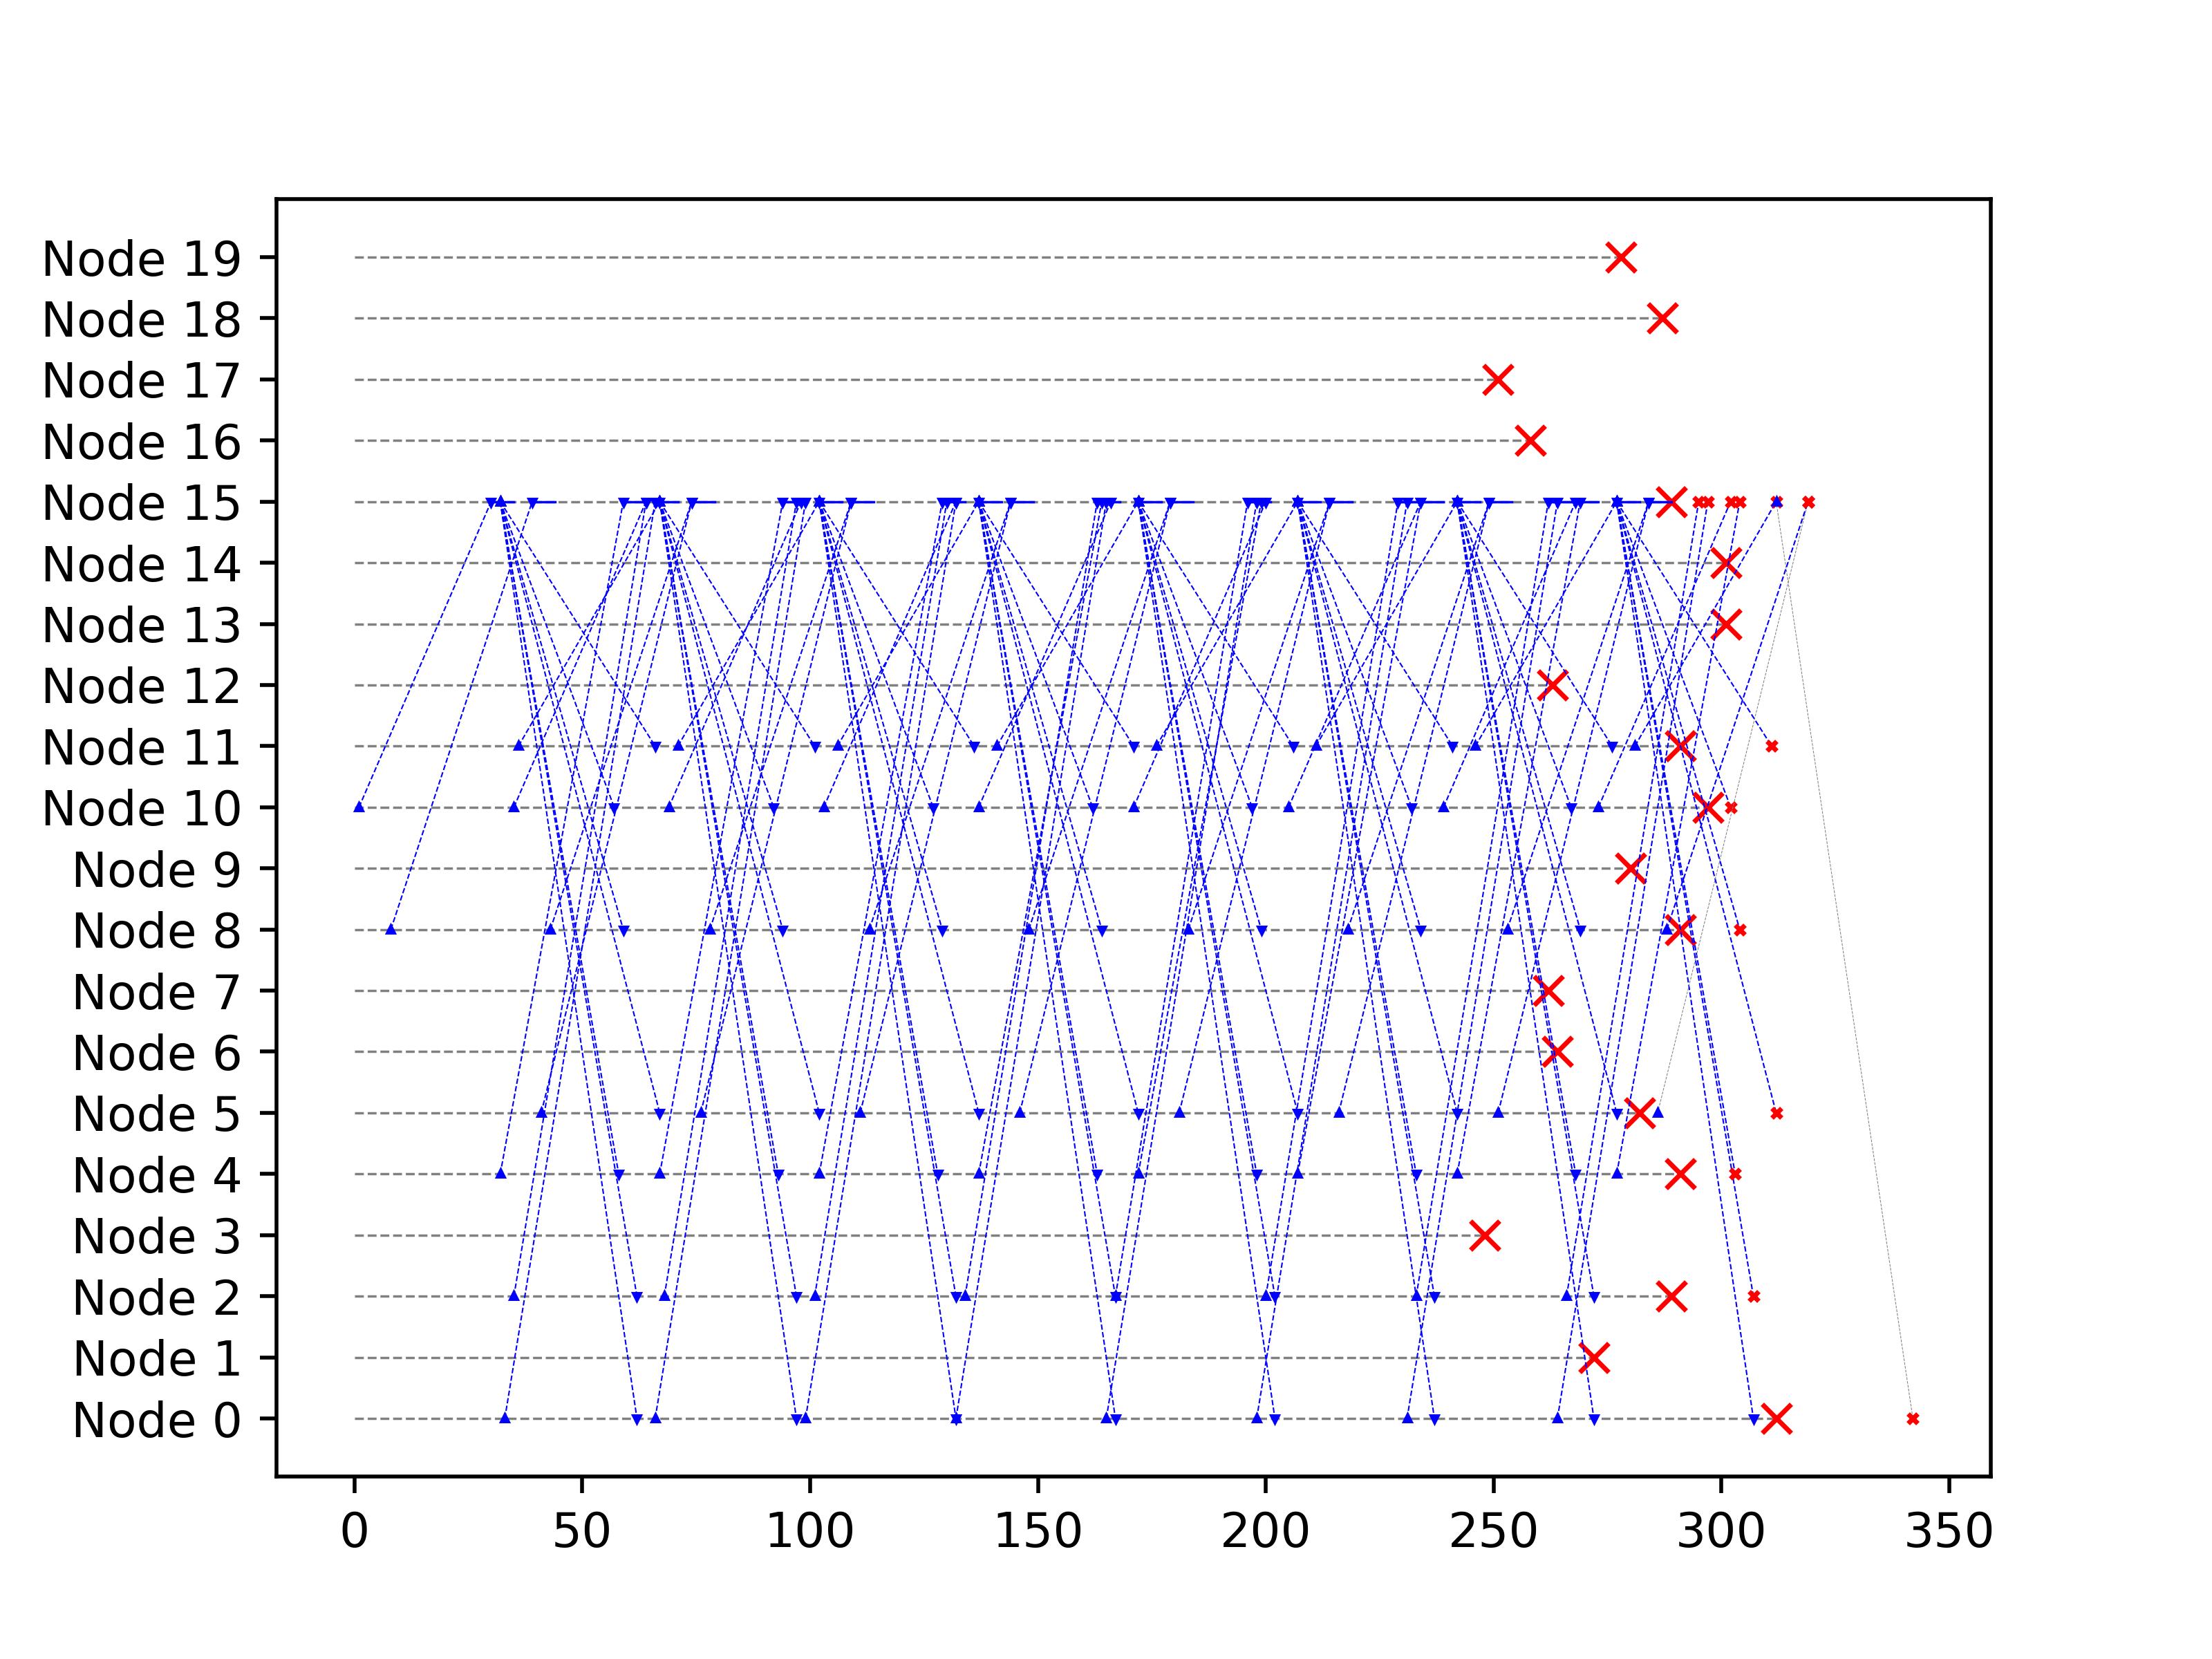 Node 19
Node 18
Node 17
Node 16
Node 15
Node 14
Node 13
Node 12
Node 11
Node 10
Node 9
Node 8
Node 7
Node 6
Node 5
Node 4
Node 3
Node 2
Node 1
Node 0
0 50 100 150 200 250 300 350